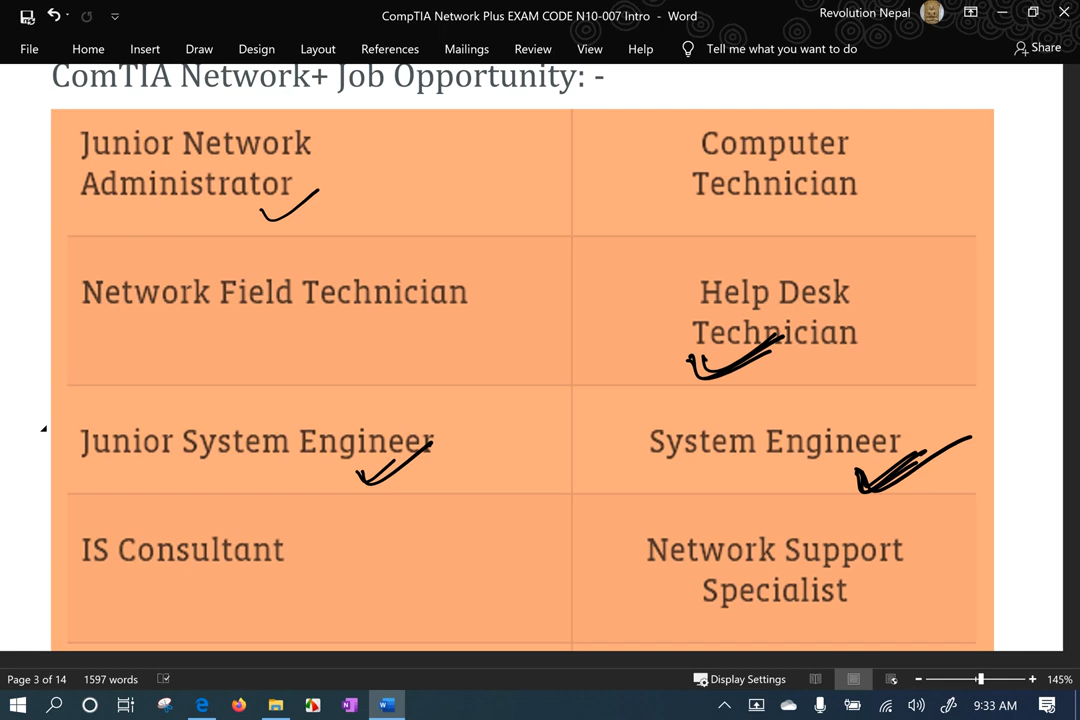 CompTIA Network Plus EXAM CODE N10-007 Intro - Word
Revolution Nepal
File Home Insert Draw Design Layout References Mailings Review View Help Tell me what you want to do Share
ComTIA Network+ Job Opportunity: -
Junior Network
Administrator
Computer
Technician
Network Field Technician
Help Desk
Technician
Junior System Engineer
System Engineer
IS Consultant
Network Support
Specialist
Page 3 of 14 1597 words Display Settings 145%
9:33 AM